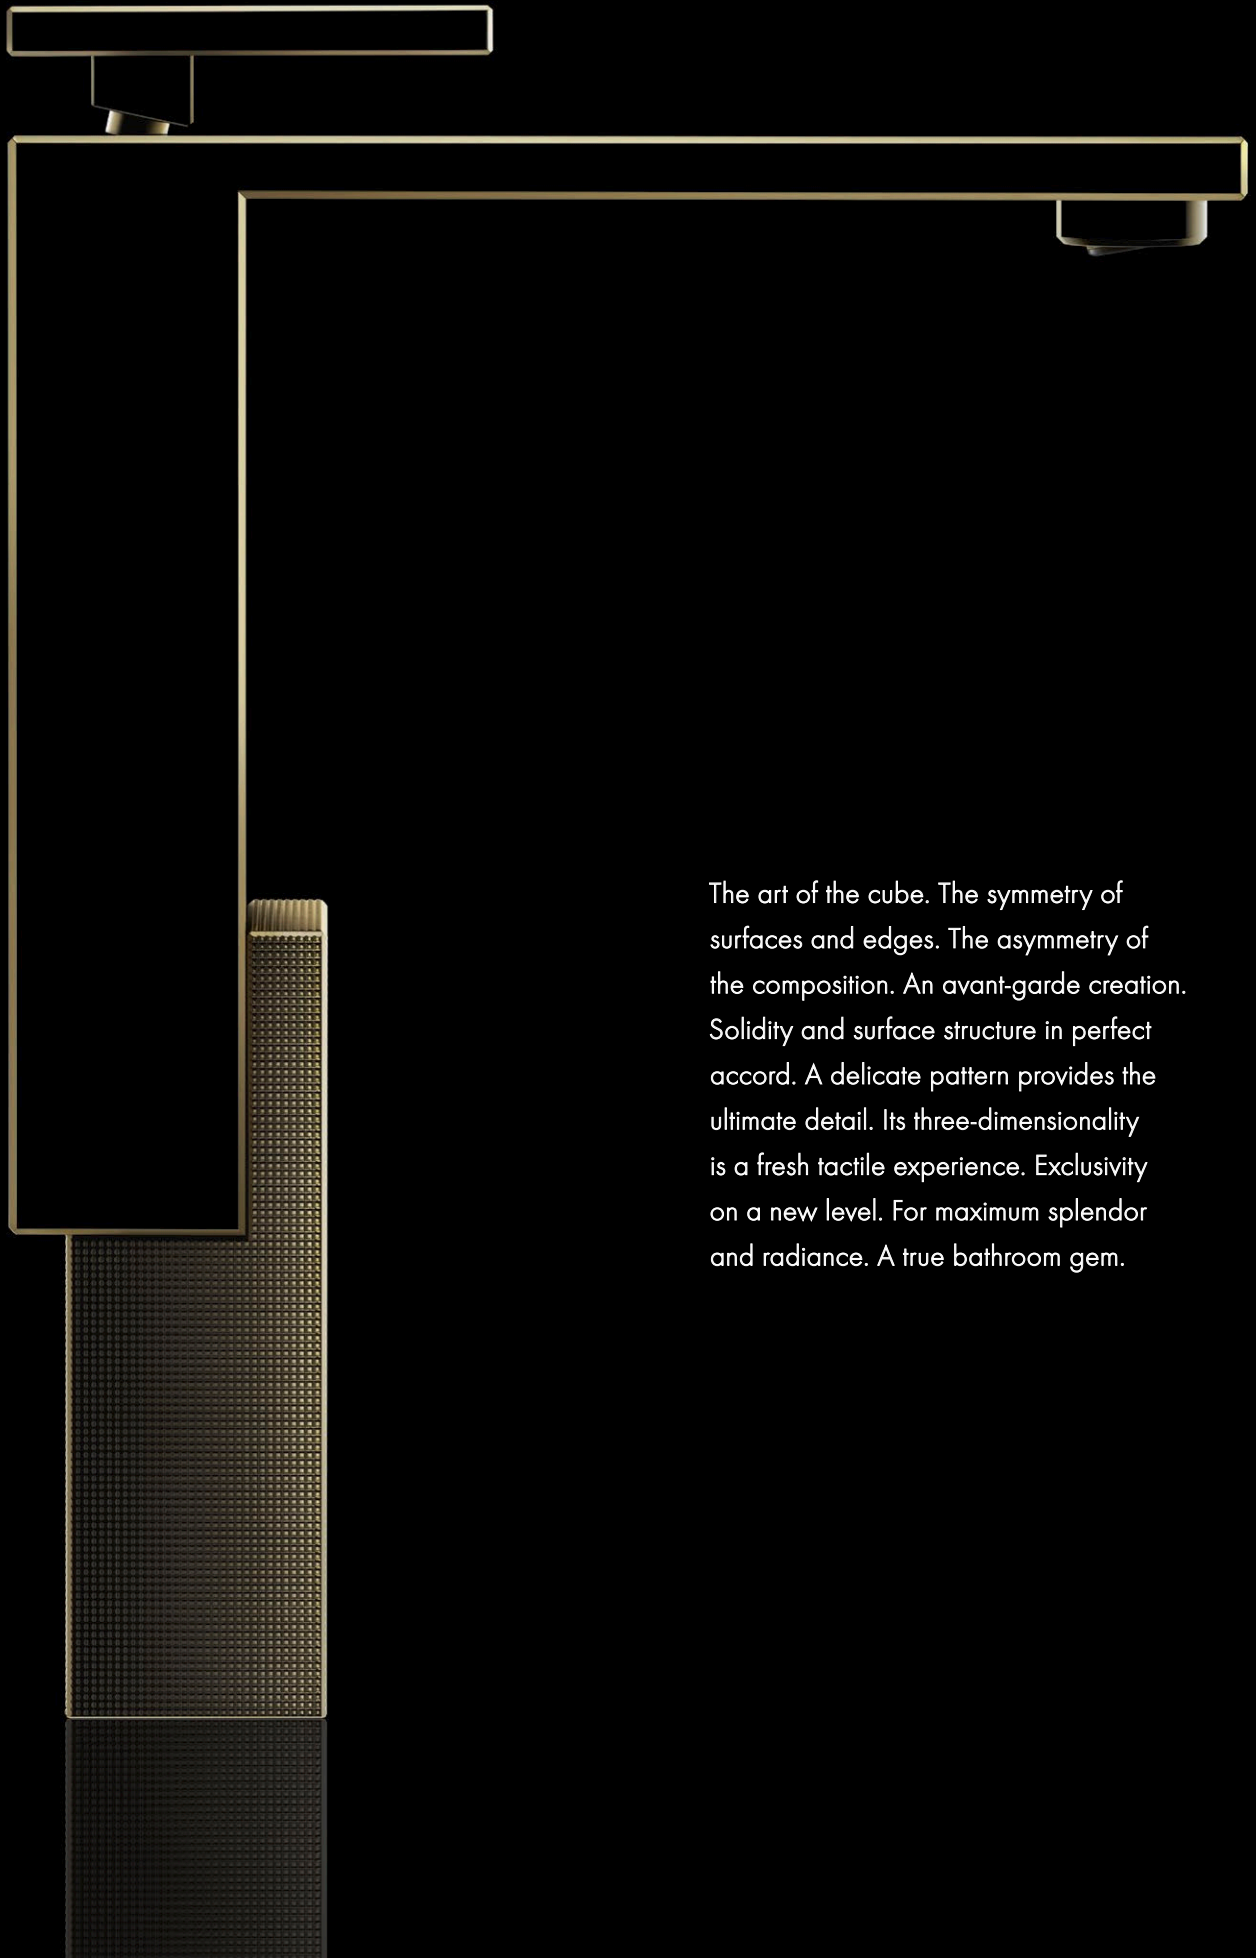 The art of the cube. The symmetry of
surfaces and edges. The asymmetry of
the composition. An avant-garde creation.
Solidity and surface structure in perfect
accord. A delicate pattern provides the
ultimate detail. Its three-dimensionality
is a fresh tactile experience. Exclusivity
on a new level. For maximum splendor
and radiance. A true bathroom gem.